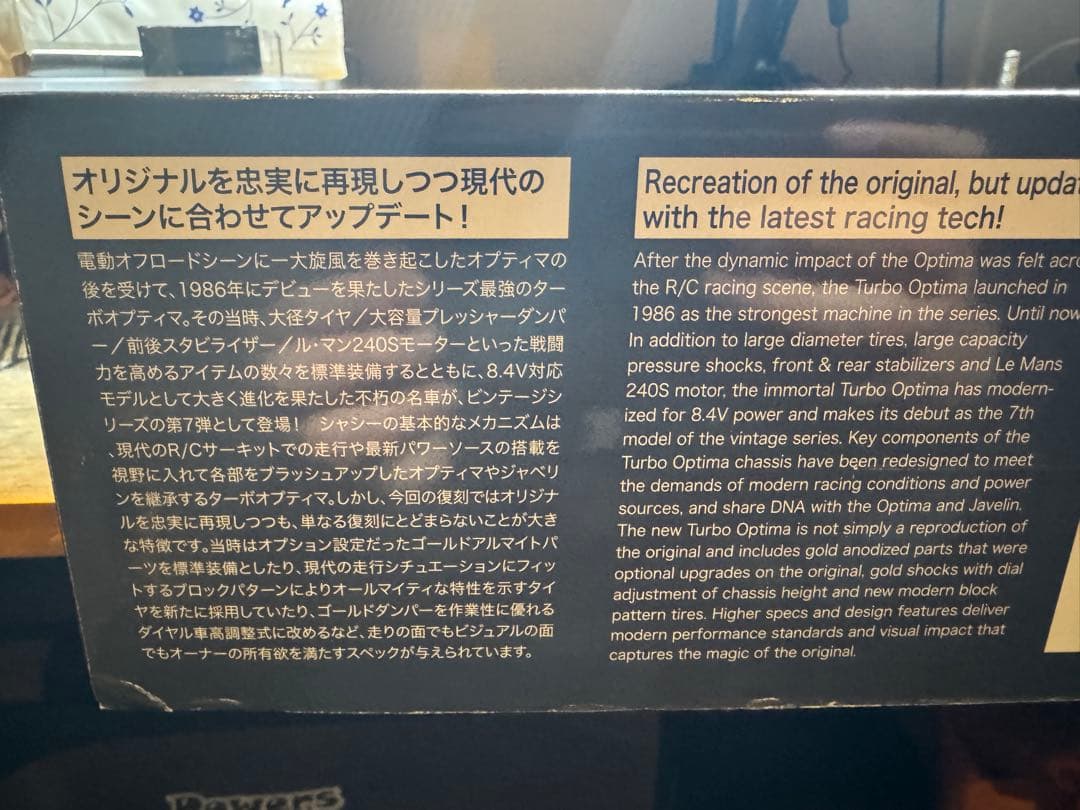 オリジナルを忠実に再現しつつ現代の
シーンに合わせてアップデート!
電動オフロードシーンに一大旋風を巻き起こしたオプティマの
後を受けて、1986年にデビューを果たしたシリーズ最強のター
ボオプティマ。その当時、大径タイヤ/大容量プレッシャーダンパ
ー/前後スタビライザー/ル・マン240Sモーターといった戦闘
力を高めるアイテムの数々を標準装備するとともに、8.4V対応
モデルとして大きく進化を果たした不朽の名車が、ビンテージシ
リーズの第7弾として登場! シャシーの基本的なメカニズムは
、現代のR/Cサーキットでの走行や最新パワーソースの搭載を
視野に入れて各部をブラッシュアップしたオプティマやジャベリ
ンを継承するターボオプティマ。しかし、今回の復刻ではオリジナ
ルを忠実に再現しつつも、単なる復刻にとどまらないことが大き
な特徴です。当時はオプション設定だったゴールドアルマイトパ
ーツを標準装備としたり、現代の走行シチュエーションにフィッ
トするブロックパターンによりオールマイティな特性を示すタイ
ヤを新たに採用していたり、ゴールドダンパーを作業性に優れる
ダイヤル車高調整式に改めるなど、走りの面でもビジュアルの面
でもオーナーの所有欲を満たすスペックが与えられています。
Recreation of the original, but upda
with the latest racing tech!
After the dynamic impact of the Optima was felt acro
the R/C racing scene, the Turbo Optima launched in
1986 as the strongest machine in the series. Until now
In addition to large diameter tires, large capacity
pressure shocks, front & rear stabilizers and Le Mans
240S motor, the immortal Turbo Optima has modern-
ized for 8.4V power and makes its debut as the 7th
model of the vintage series. Key components of the
Turbo Optima chassis have been redesigned to meet
the demands of modern racing conditions and power
sources, and share DNA with the Optima and Javelin.
The new Turbo Optima is not simply a reproduction of
the original and includes gold anodized parts that were
optional upgrades on the original, gold shocks with dial
adjustment of chassis height and new modern block
pattern tires. Higher specs and design features deliver
modern performance standards and visual impact that
captures the magic of the original.